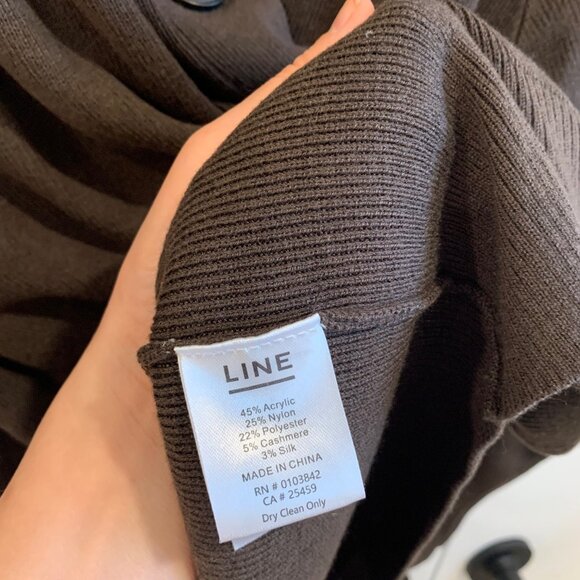 LINE
45% Acrylic
25% Nylon
22% Polyester
5% Cashmere
3% Silk
MADE IN CHINA
RN # 0103842
CA # 25459
Dry Clean Only